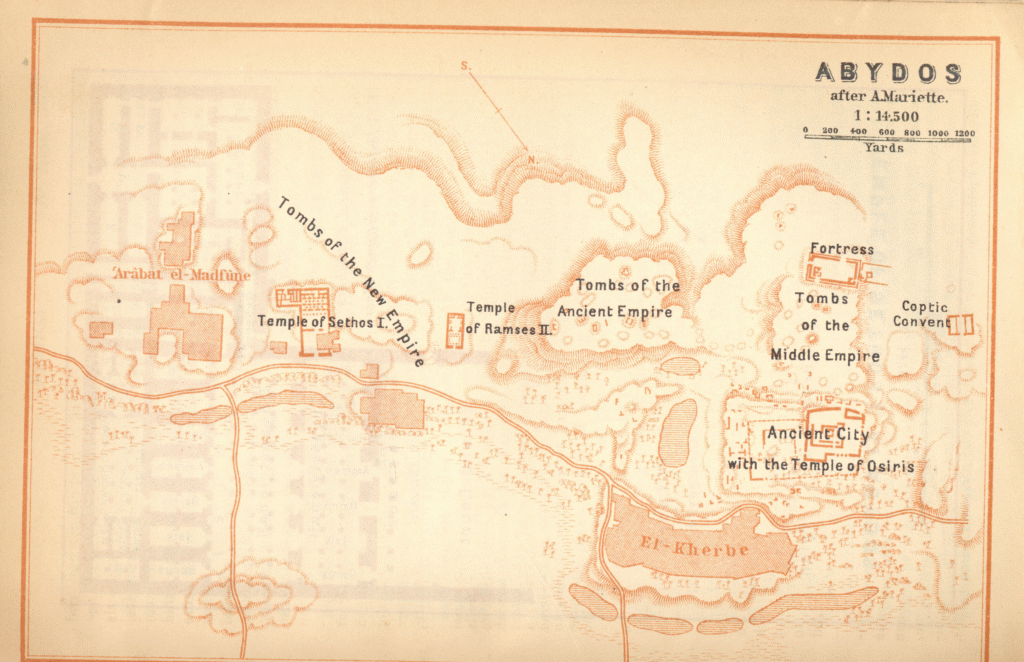 ABYDOS
after A.Mariette.
1 : 14.500
0 200 400 600 800 1000 1200
Yards
S.
N.
Tombs of the New Empire
Fortress
'Arâbat el-Madfûne
Tombs of the
Ancient Empire
Tombs
of the
Middle Empire
Coptic
Convent
Temple of Sethos I.
Temple
of Ramses II.
Ancient City
with the Temple of Osiris
El-Kherbe